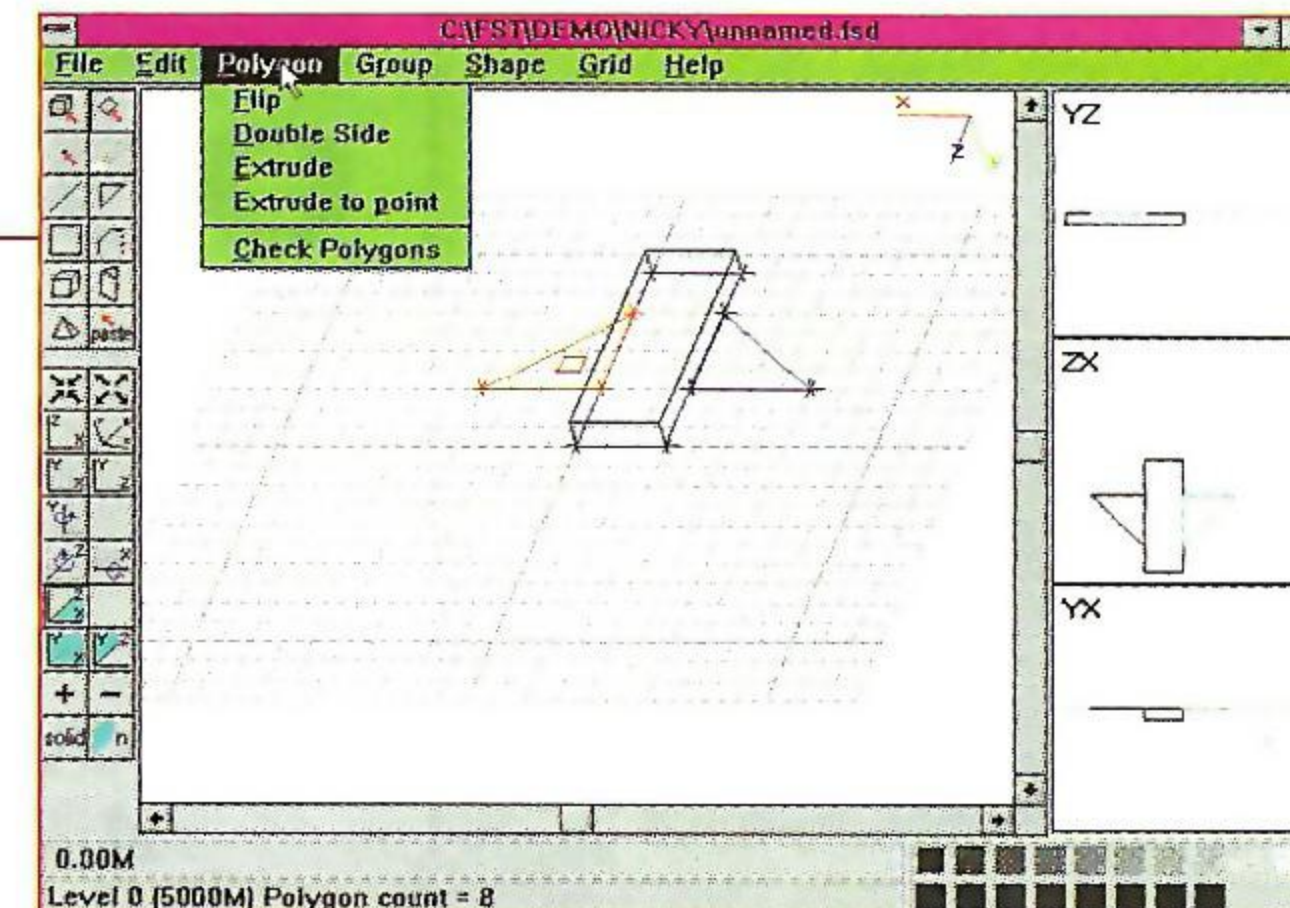 C:\FST\DEMO\NICKY\unnamed.fsd
File Edit Polygon Group Shape Grid Help
Flip
Double Side
Extrude
Extrude to point
Check Polygons
X
Z
YZ
ZX
YX
paste
Z X
Y X Y Z
Y
Z X
Z X
Y X Y Z
+ -
solid n
0.00M
Level 0 (5000M) Polygon count = 8